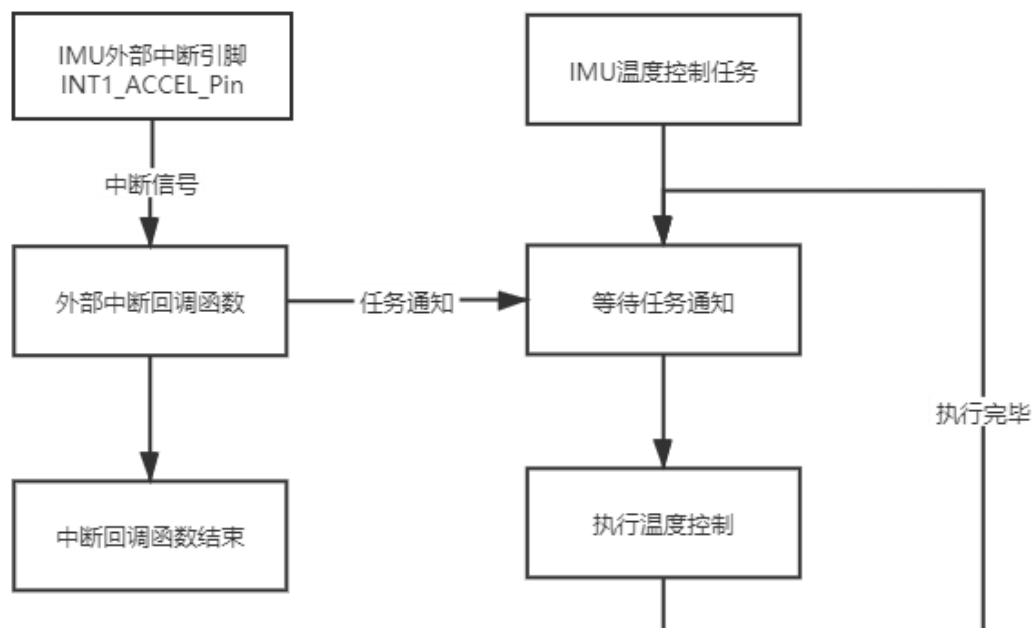 IMU外部中断引脚
INT1_ACCEL_Pin
IMU温度控制任务
中断信号
外部中断回调函数
任务通知
等待任务通知
执行完毕
中断回调函数结束
执行温度控制